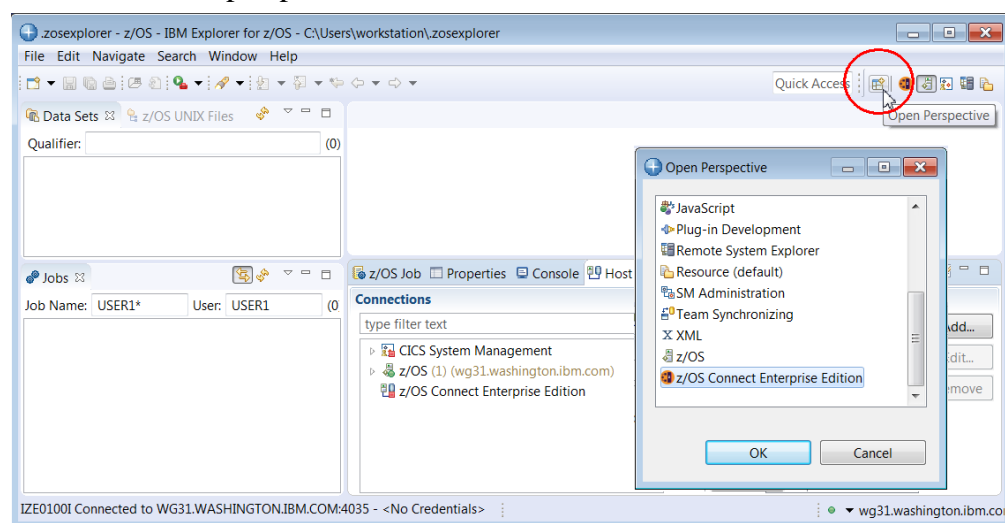 .zosexplorer - z/OS - IBM Explorer for z/OS - C:\Users\workstation\.zosexplorer
File Edit Navigate Search Window Help
Quick Access
Open Perspective
Data Sets z/OS UNIX Files
Qualifier: (0)
Open Perspective
JavaScript
Plug-in Development
Remote System Explorer
Resource (default)
SM Administration
Team Synchronizing
XML
z/OS
z/OS Connect Enterprise Edition
OK Cancel
Jobs
Job Name: USER1* User: USER1 (0
z/OS Job Properties Console Host
Connections
type filter text
CICS System Management
z/OS (1) (wg31.washington.ibm.com)
z/OS Connect Enterprise Edition
Add...
Edit...
move
IZE0100I Connected to WG31.WASHINGTON.IBM.COM:4035 - <No Credentials>
wg31.washington.ibm.co